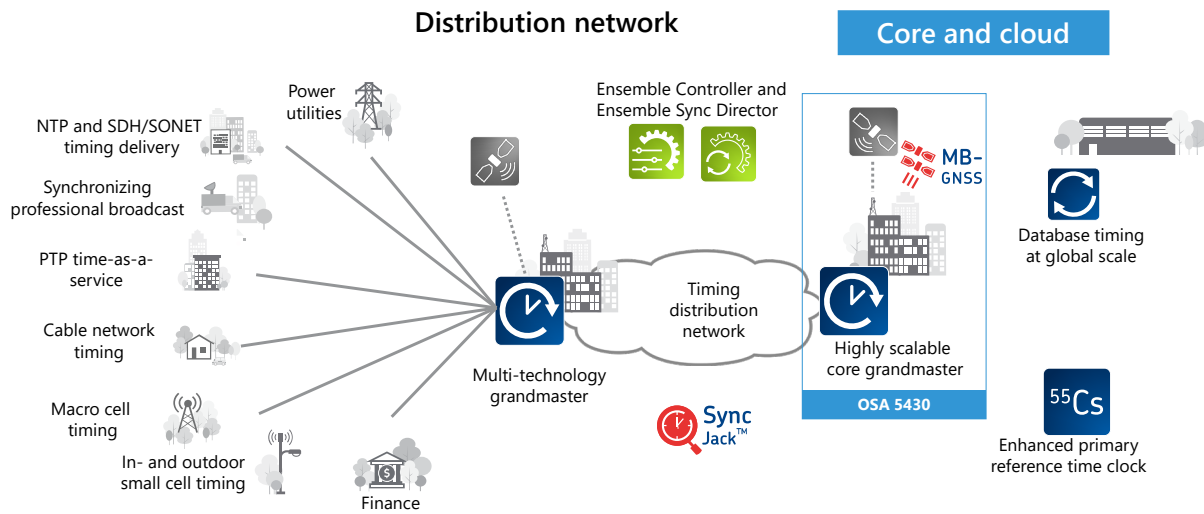 Distribution network
Core and cloud
Power
utilities
NTP and SDH/SONET
timing delivery
Synchronizing
professional broadcast
PTP time-as-a-
service
Cable network
timing
Macro cell
timing
In- and outdoor
small cell timing
$
Finance
Multi-technology
grandmaster
Ensemble Controller and
Ensemble Sync Director
Timing
distribution
network
Sync
Jack™
MB-
GNSS
Highly scalable
core grandmaster
OSA 5430
Database timing
at global scale
⁵⁵Cs
Enhanced primary
reference time clock